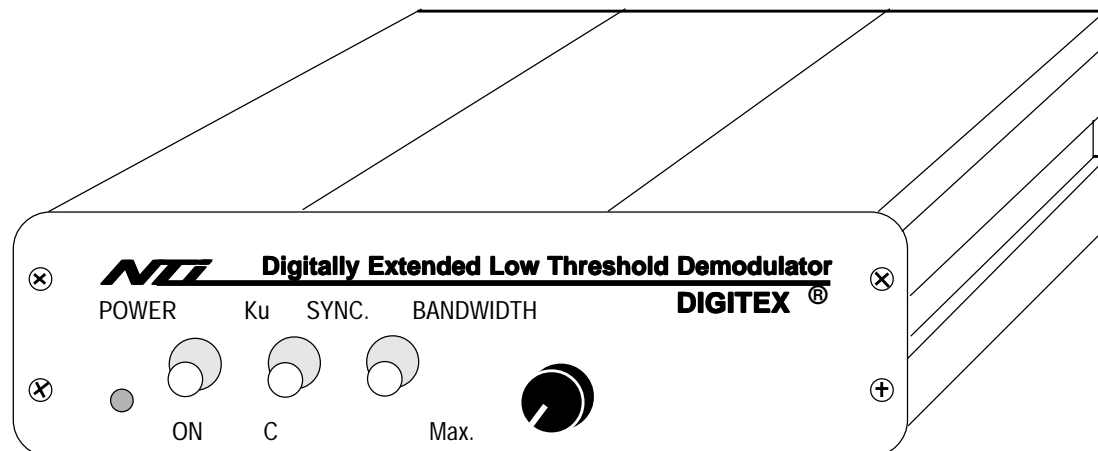 NTi Digitally Extended Low Threshold Demodulator
DIGITEX ®
POWER Ku SYNC. BANDWIDTH
ON C Max.